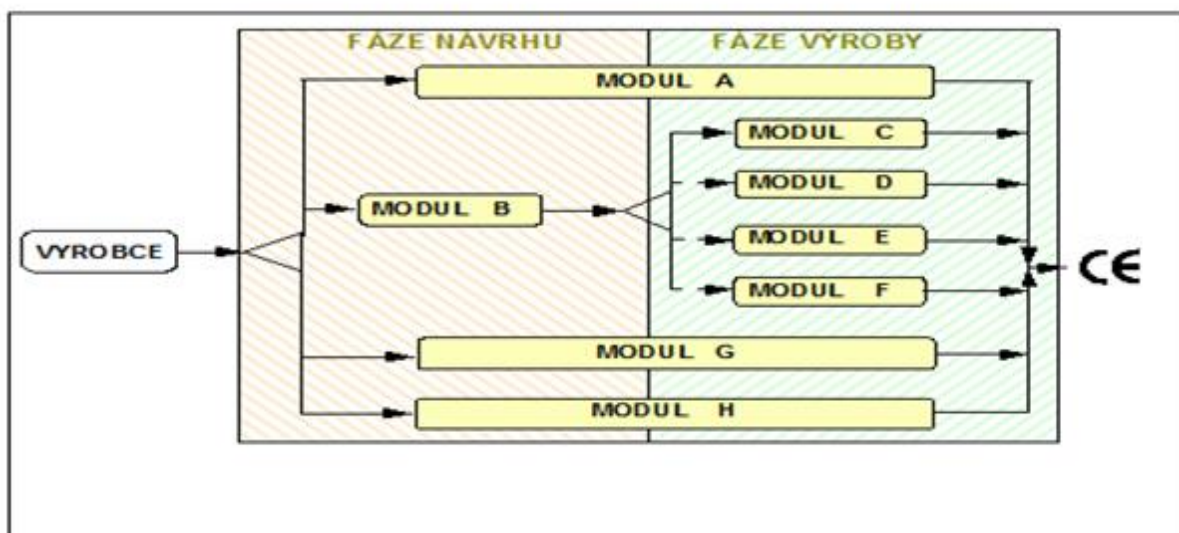 FÁZE NÁVRHU
FÁZE VÝROBY
MODUL A
MODUL C
MODUL D
MODUL B
MODUL E
VYROBCE
CE
MODUL F
MODUL G
MODUL H